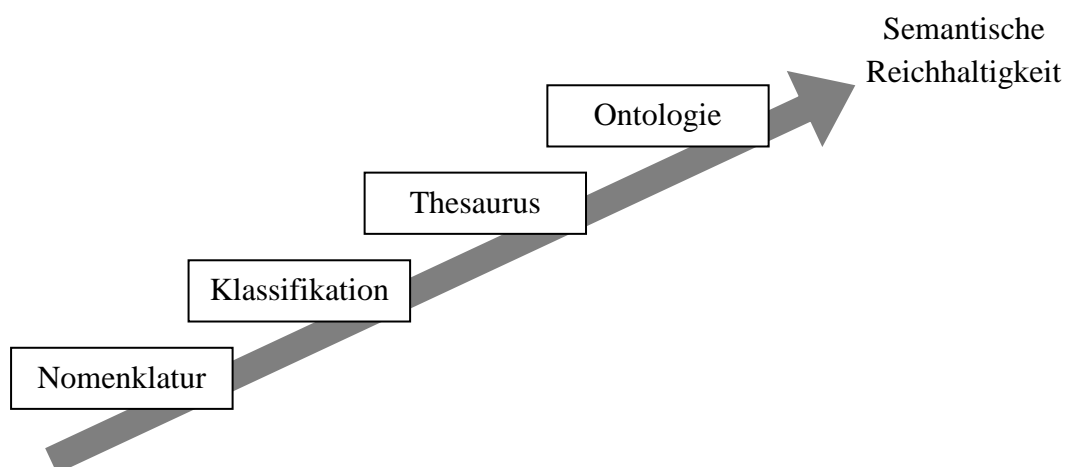 Semantische
Reichhaltigkeit
Ontologie
Thesaurus
Klassifikation
Nomenklatur